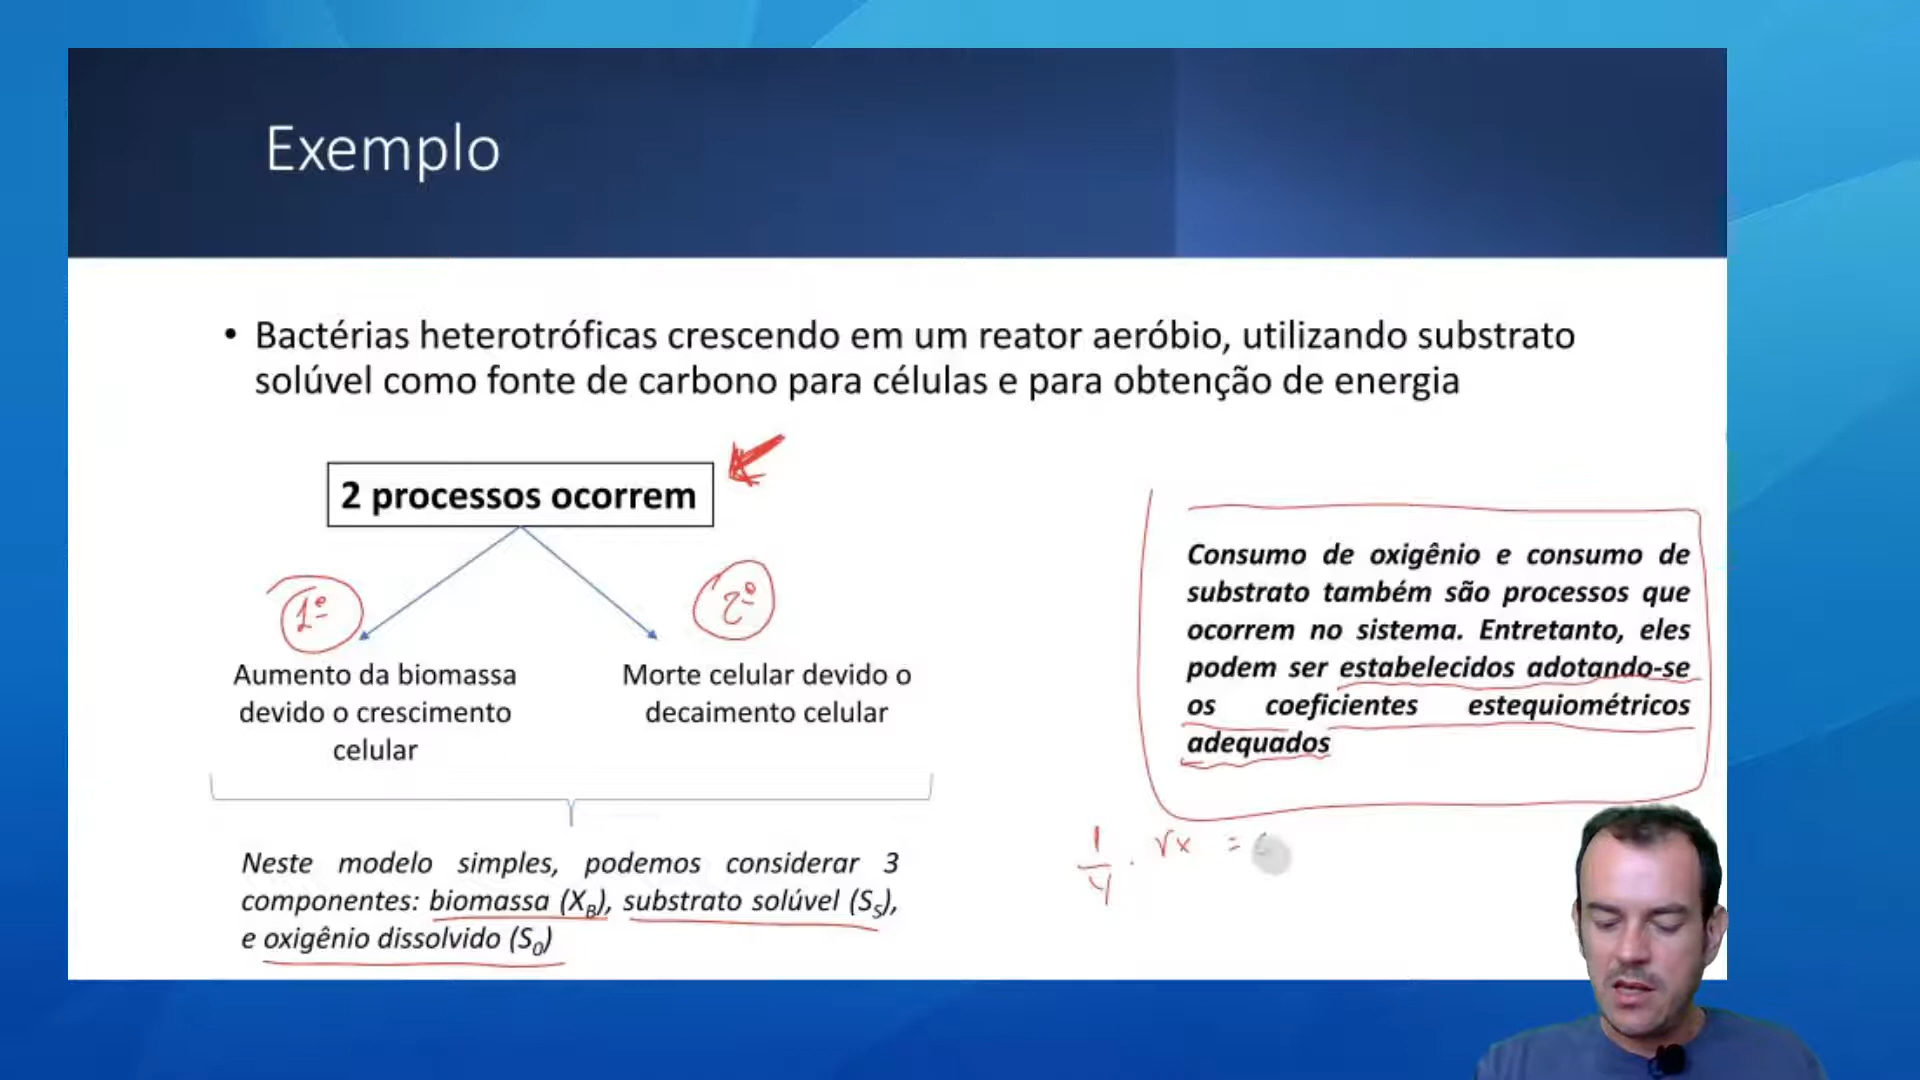 Exemplo
• Bactérias heterotróficas crescendo em um reator aeróbio, utilizando substrato
solúvel como fonte de carbono para células e para obtenção de energia
2 processos ocorrem
1º
2º
Aumento da biomassa
devido o crescimento
celular
Morte celular devido o
decaimento celular
Neste modelo simples, podemos considerar 3
componentes: biomassa (X_B), substrato solúvel (S_S),
e oxigênio dissolvido (S_0)
Consumo de oxigênio e consumo de
substrato também são processos que
ocorrem no sistema. Entretanto, eles
podem ser estabelecidos adotando-se
os coeficientes estequiométricos
adequados
1/Y . rx =